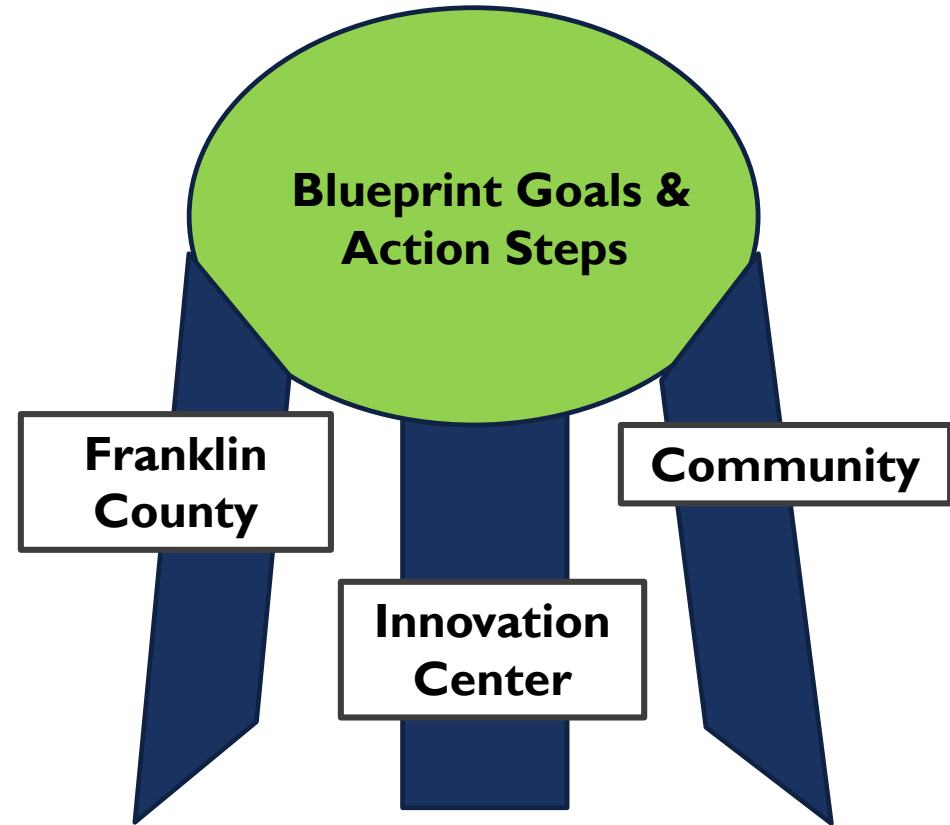 Blueprint Goals &
Action Steps
Franklin
County
Community
Innovation
Center